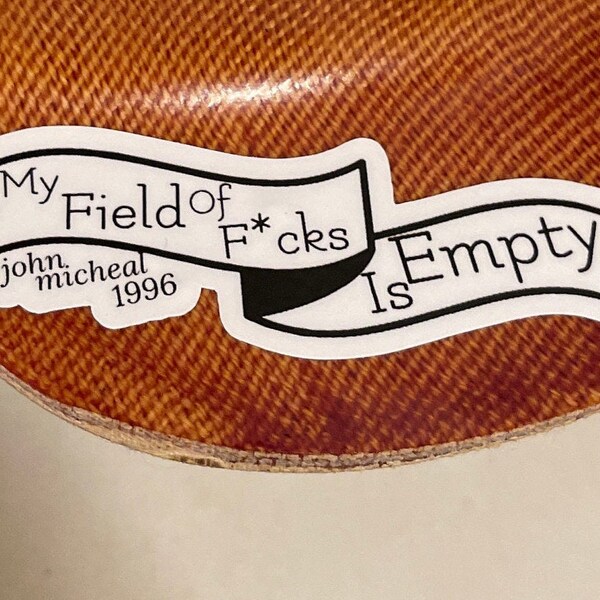 My Field Of F*cks
Is Empty
john micheal
1996